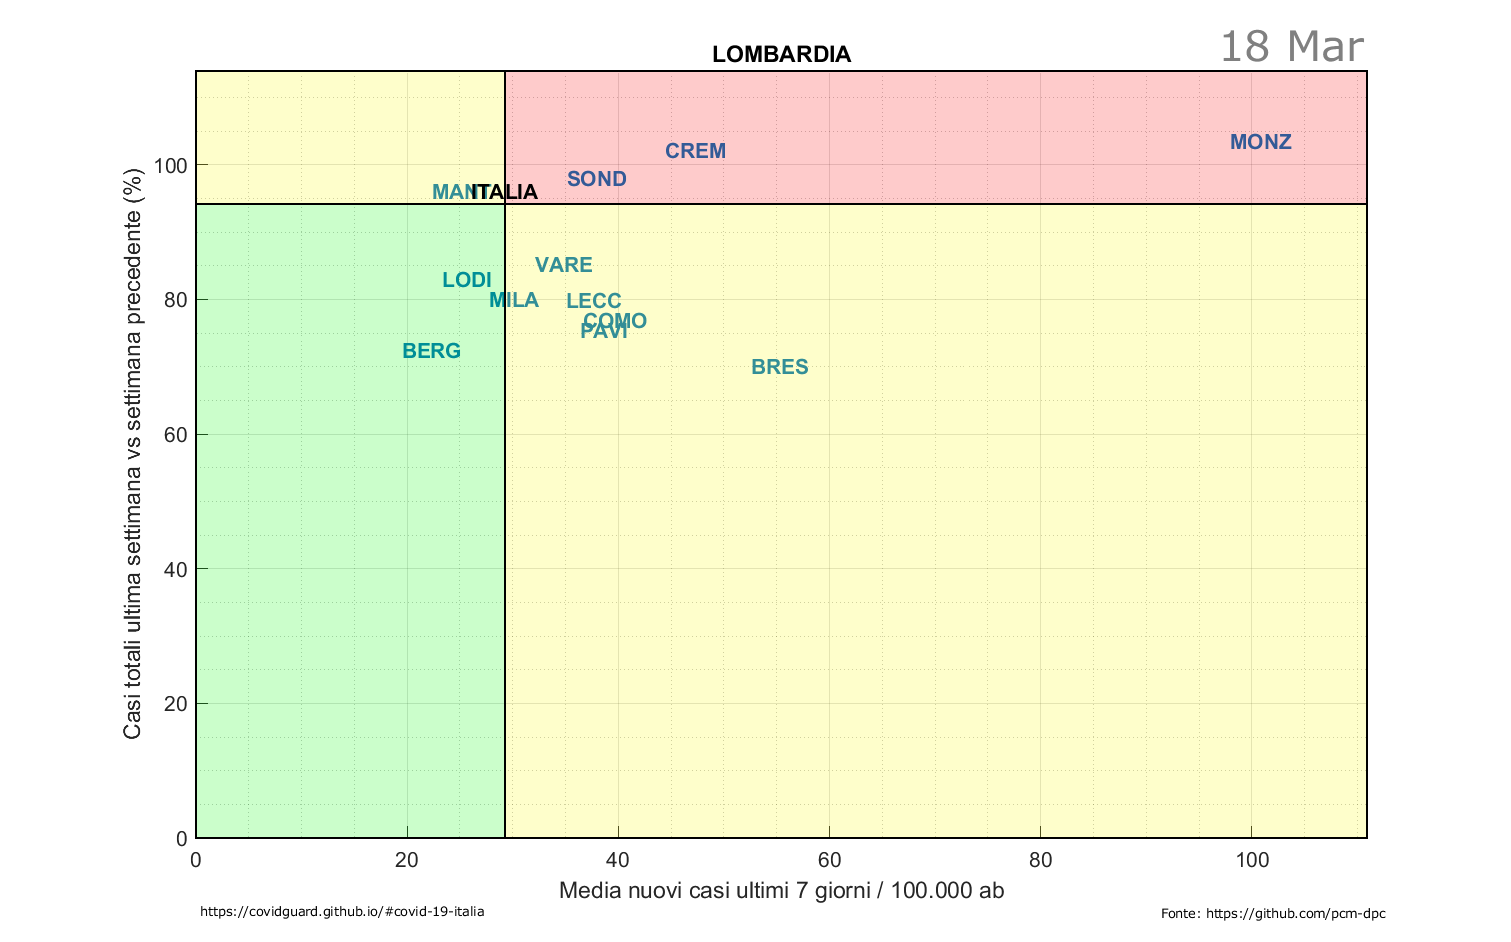 18 Mar
LOMBARDIA
Casi totali ultima settimana vs settimana precedente (%)
100
80
60
40
20
0
MONZ
CREM
SOND
MANT
ITALIA
VARE
LODI
MILA
LECC
COMO
PAVI
BERG
BRES
0 20 40 60 80 100
Media nuovi casi ultimi 7 giorni / 100.000 ab
https://covidguard.github.io/#covid-19-italia
Fonte: https://github.com/pcm-dpc